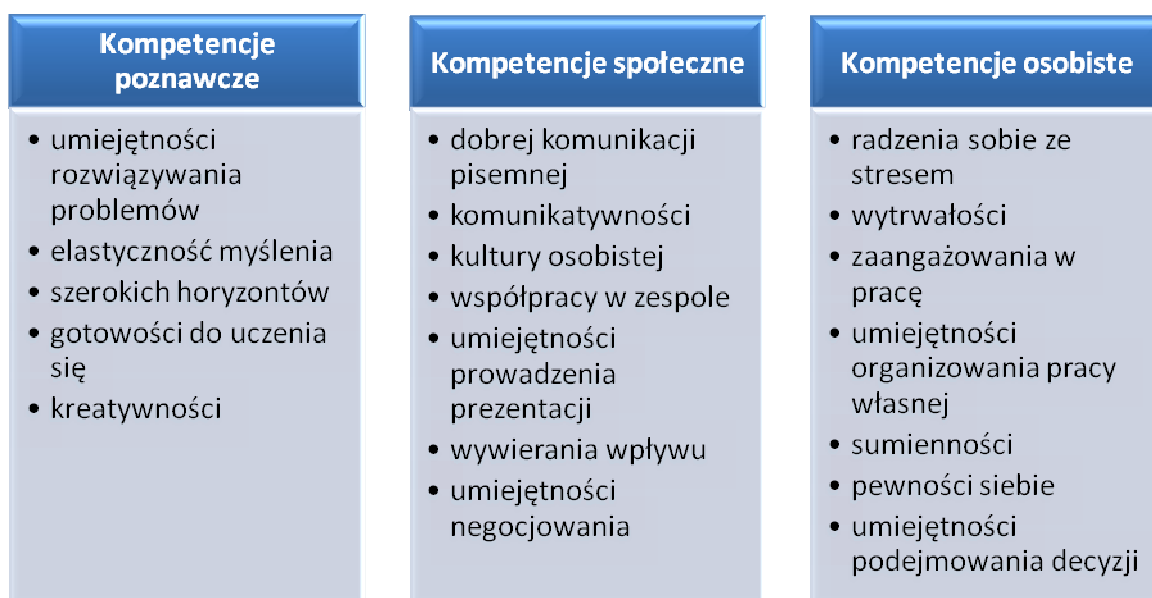 Kompetencje
poznawcze
• umiejętności
rozwiązywania
problemów
• elastyczność myślenia
• szerokich horyzontów
• gotowości do uczenia
się
• kreatywności
Kompetencje społeczne
• dobrej komunikacji
pisemnej
• komunikatywności
• kultury osobistej
• współpracy w zespole
• umiejętności
prowadzenia
prezentacji
• wywierania wpływu
• umiejętności
negocjowania
Kompetencje osobiste
• radzenia sobie ze
stresem
• wytrwałości
• zaangażowania w
pracę
• umiejętności
organizowania pracy
własnej
• sumienności
• pewności siebie
• umiejętności
podejmowania decyzji